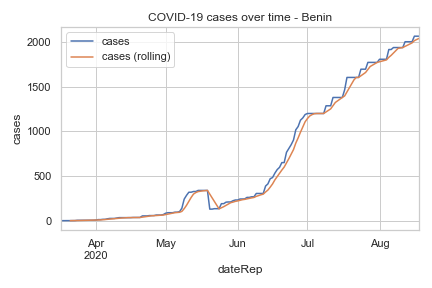 COVID-19 cases over time - Benin
cases
cases (rolling)
2000
1500
1000
500
0
cases
Apr
2020
May
Jun
Jul
Aug
dateRep